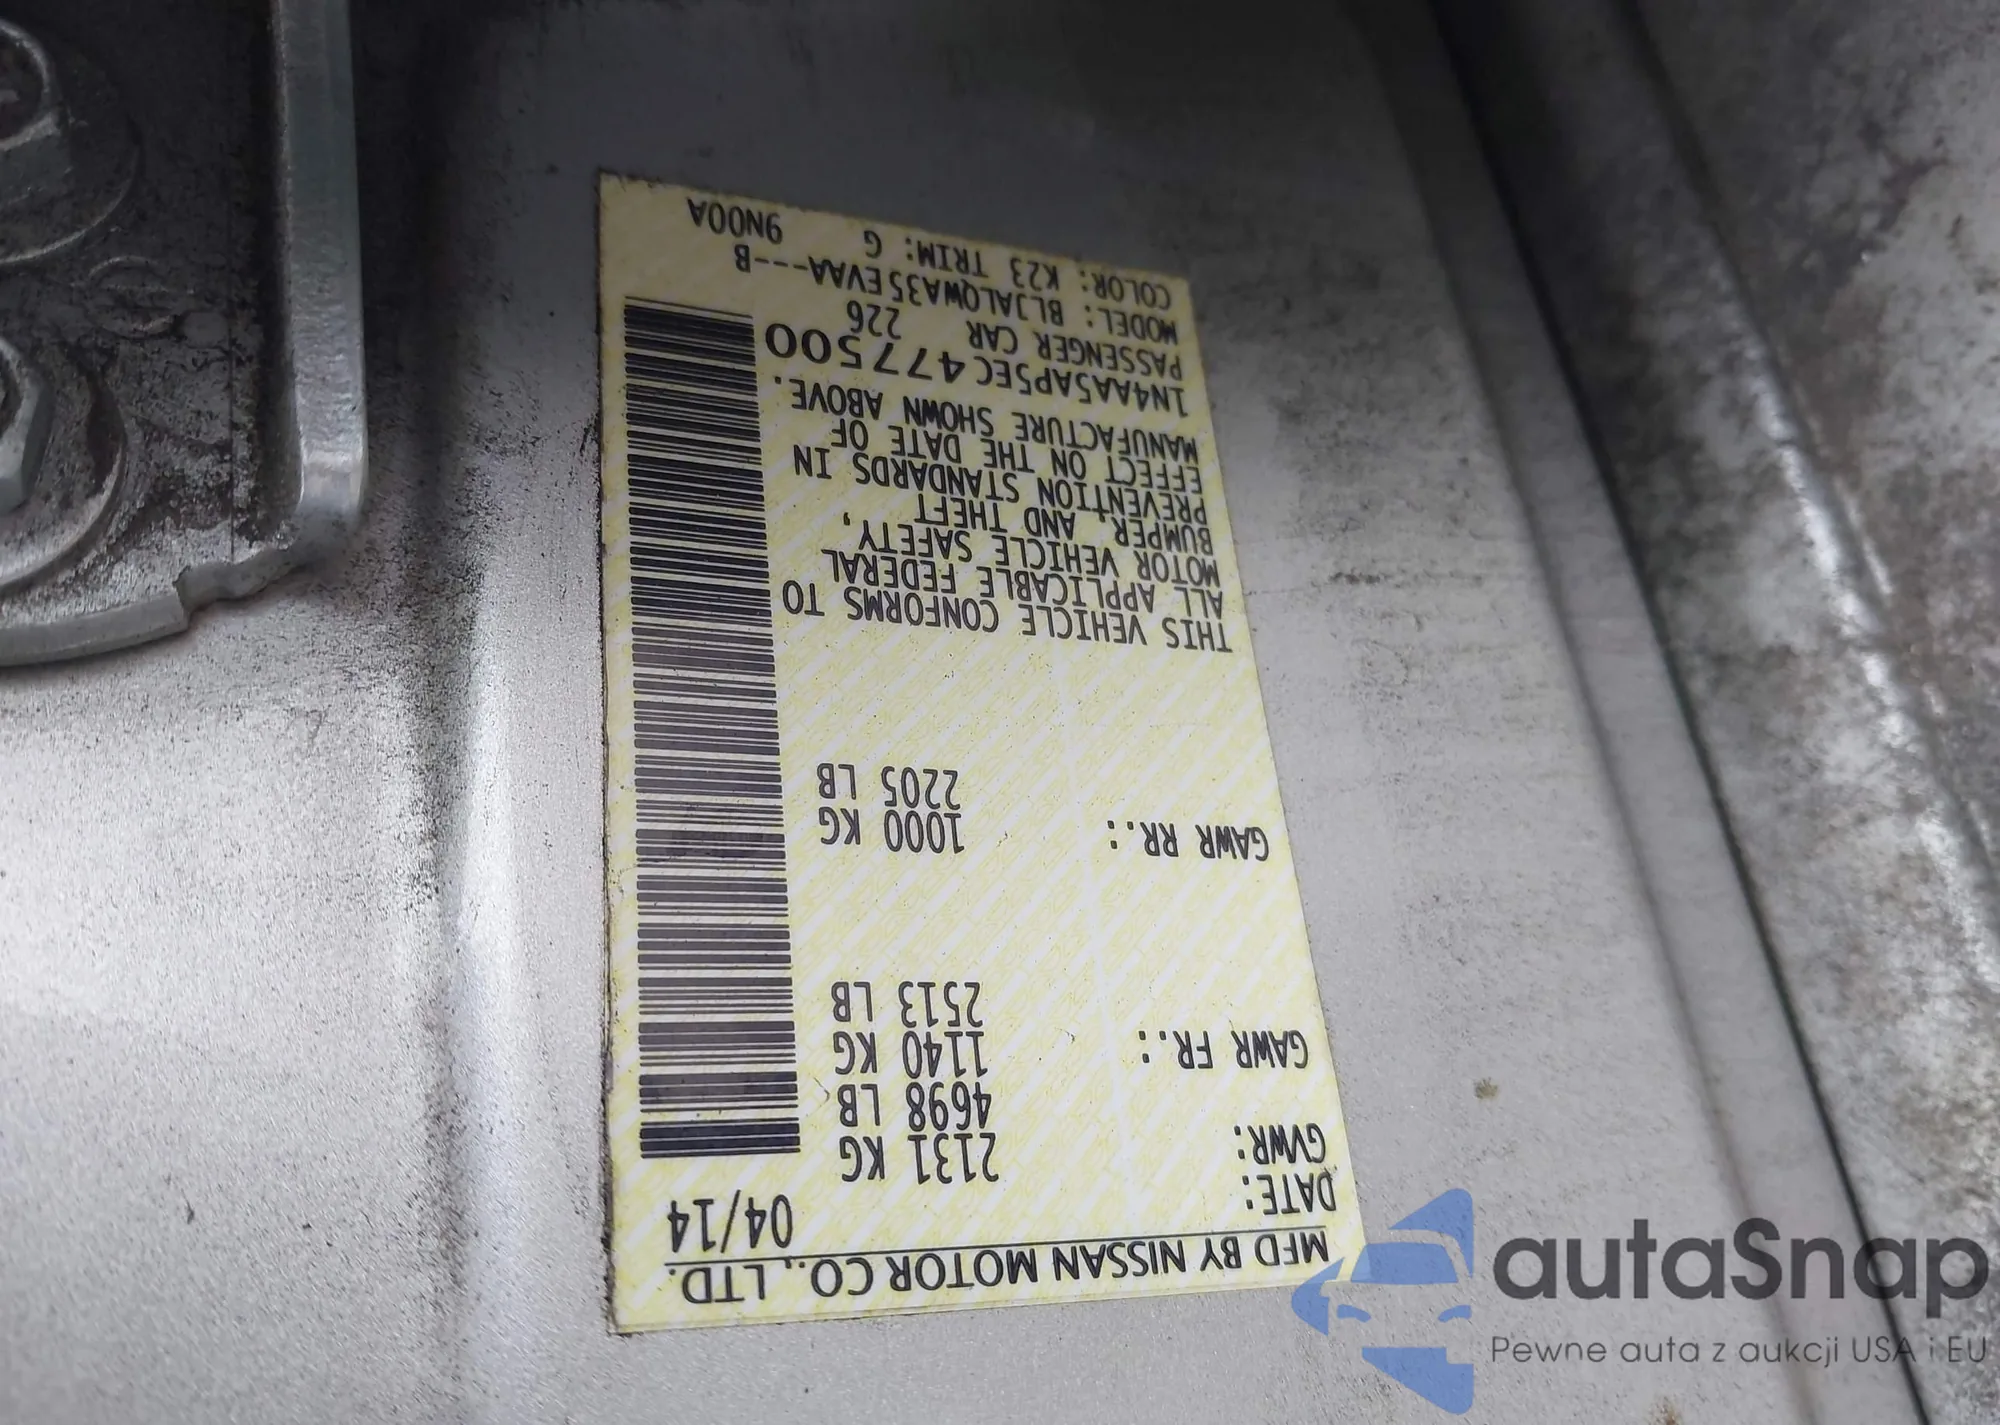 MFD BY NISSAN MOTOR CO., LTD.
DATE: 04/14
GVWR: 2131 KG
4698 LB
GAWR FR.: 1140 KG
2513 LB
GAWR RR.: 1000 KG
2205 LB
THIS VEHICLE CONFORMS TO
ALL APPLICABLE FEDERAL
MOTOR VEHICLE SAFETY,
BUMPER, AND THEFT
PREVENTION STANDARDS IN
EFFECT ON THE DATE OF
MANUFACTURE SHOWN ABOVE.
1N4AA5AP5EC477500
PASSENGER CAR 226
MODEL: BLJALQWA35EVAA---B
COLOR: K23 TRIM: G 9N00A
autaSnap
Pewne auta z aukcji USA i EU